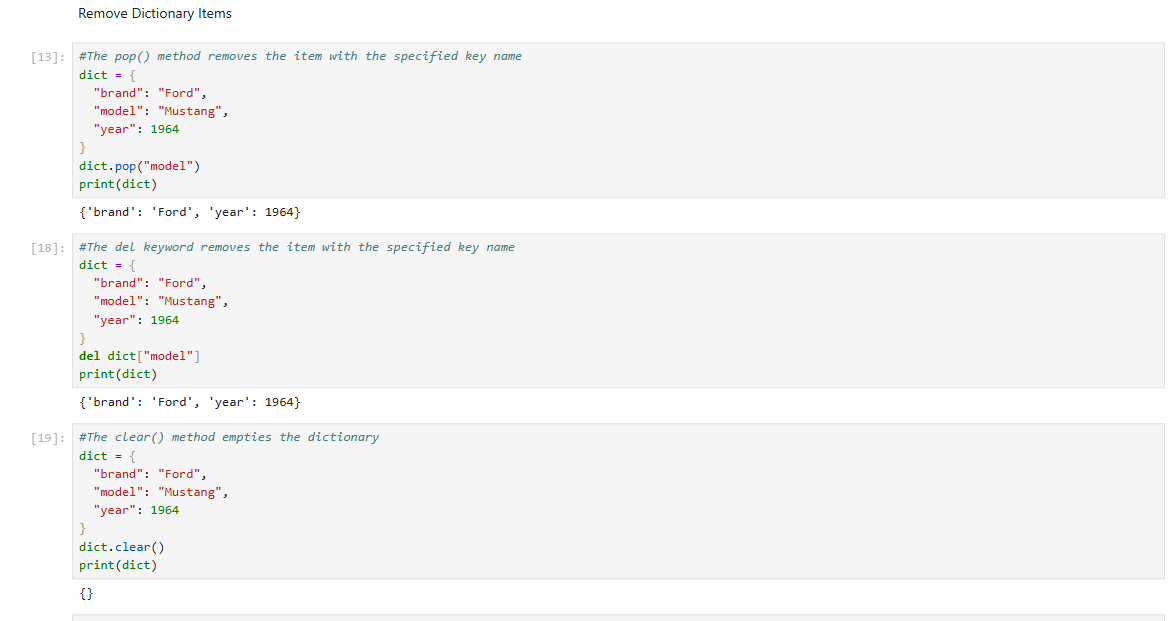 Remove Dictionary Items
[13]:
#The pop() method removes the item with the specified key name
dict = {
  "brand": "Ford",
  "model": "Mustang",
  "year": 1964
}
dict.pop("model")
print(dict)
{'brand': 'Ford', 'year': 1964}
[18]:
#The del keyword removes the item with the specified key name
dict = {
  "brand": "Ford",
  "model": "Mustang",
  "year": 1964
}
del dict["model"]
print(dict)
{'brand': 'Ford', 'year': 1964}
[19]:
#The clear() method empties the dictionary
dict = {
  "brand": "Ford",
  "model": "Mustang",
  "year": 1964
}
dict.clear()
print(dict)
{}